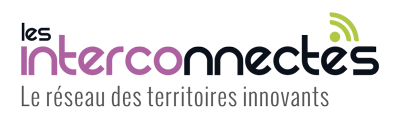 les
interconnectés
Le réseau des territoires innovants